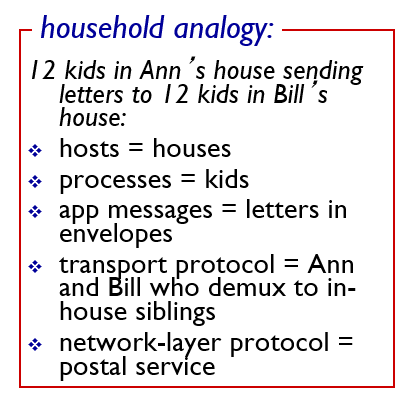 household analogy:
12 kids in Ann´s house sending
letters to 12 kids in Bill´s
house:
❖ hosts = houses
❖ processes = kids
❖ app messages = letters in
envelopes
❖ transport protocol = Ann
and Bill who demux to in-
house siblings
❖ network-layer protocol =
postal service